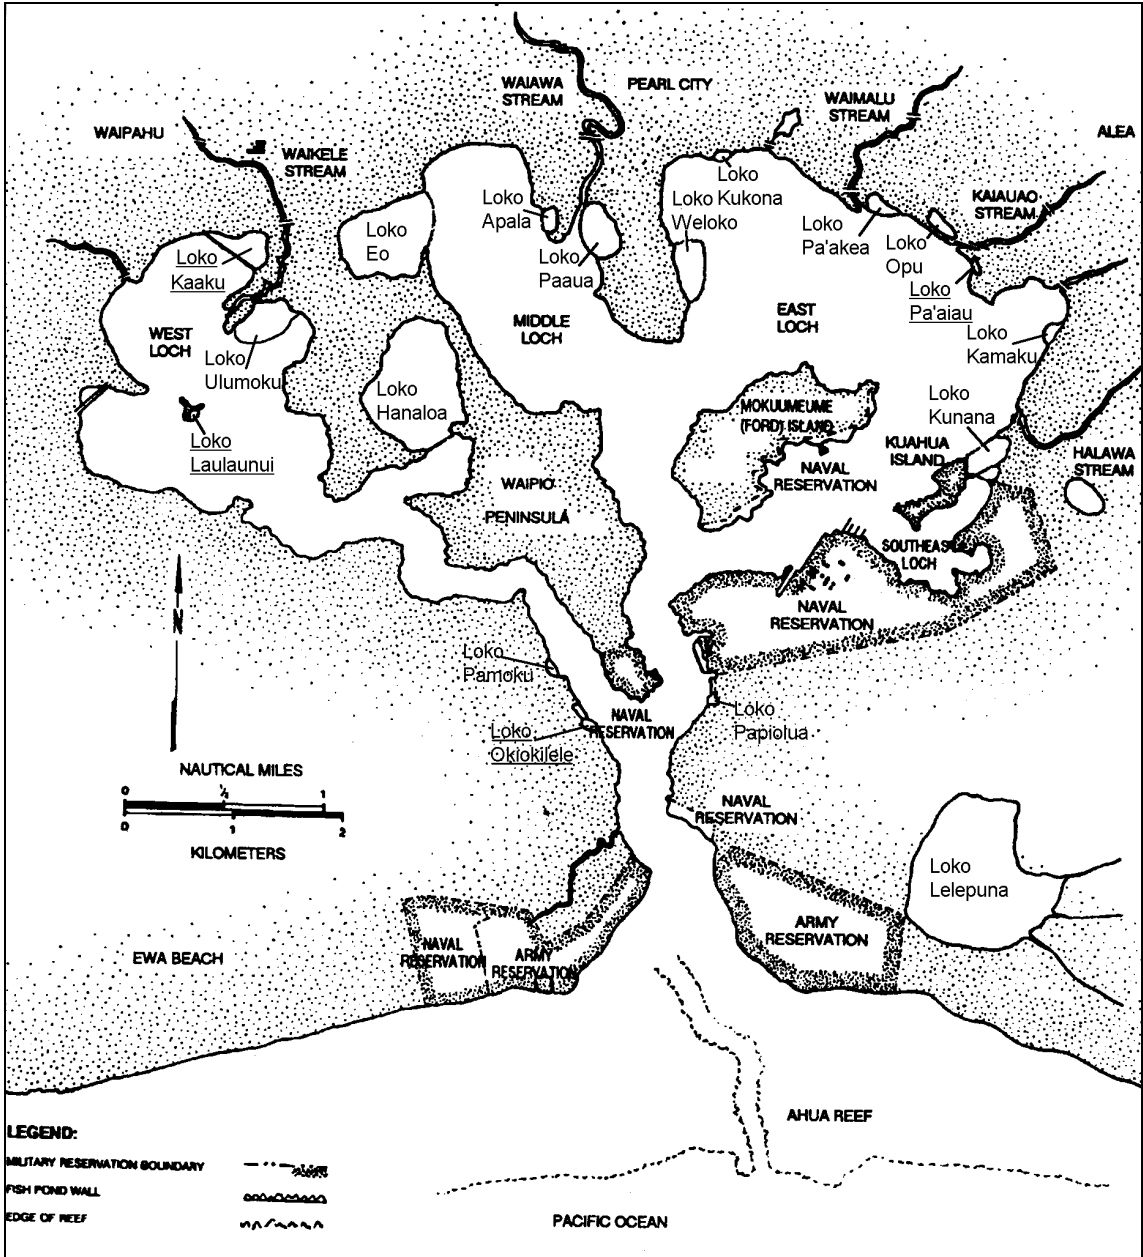 WAIAWA
STREAM
PEARL CITY
WAIMALU
STREAM
WAIPAHU
ALEA
WAIKELE
STREAM
Loko
Kukona
Loko
Apala
Loko
Weloko
KAIAUAO
STREAM
Loko
Eo
Loko
Pa'akea
Loko
Opu
Loko
Kaaku
Loko
Paaua
Loko
Pa'aiau
WEST
LOCH
MIDDLE
LOCH
EAST
LOCH
Loko
Kamaku
Loko
Ulumoku
Loko
Hanaloa
Loko
Kunana
MOKUUMEUME
(FORD) ISLAND
Loko
Laulaunui
KUAHUA
ISLAND
HALAWA
STREAM
NAVAL
RESERVATION
WAIPIO
PENINSULA
SOUTHEAST
LOCH
NAVAL
RESERVATION
N
Loko
Pamoku
NAVAL
RESERVATION
Loko
Papiolua
Loko
Okiokilele
NAUTICAL MILES
0 ½ 1
0 1 2
KILOMETERS
NAVAL
RESERVATION
Loko
Lelepuna
ARMY
RESERVATION
EWA BEACH
NAVAL
RESERVATION
ARMY
RESERVATION
AHUA REEF
LEGEND:
MILITARY RESERVATION BOUNDARY
FISH POND WALL
EDGE OF REEF
PACIFIC OCEAN